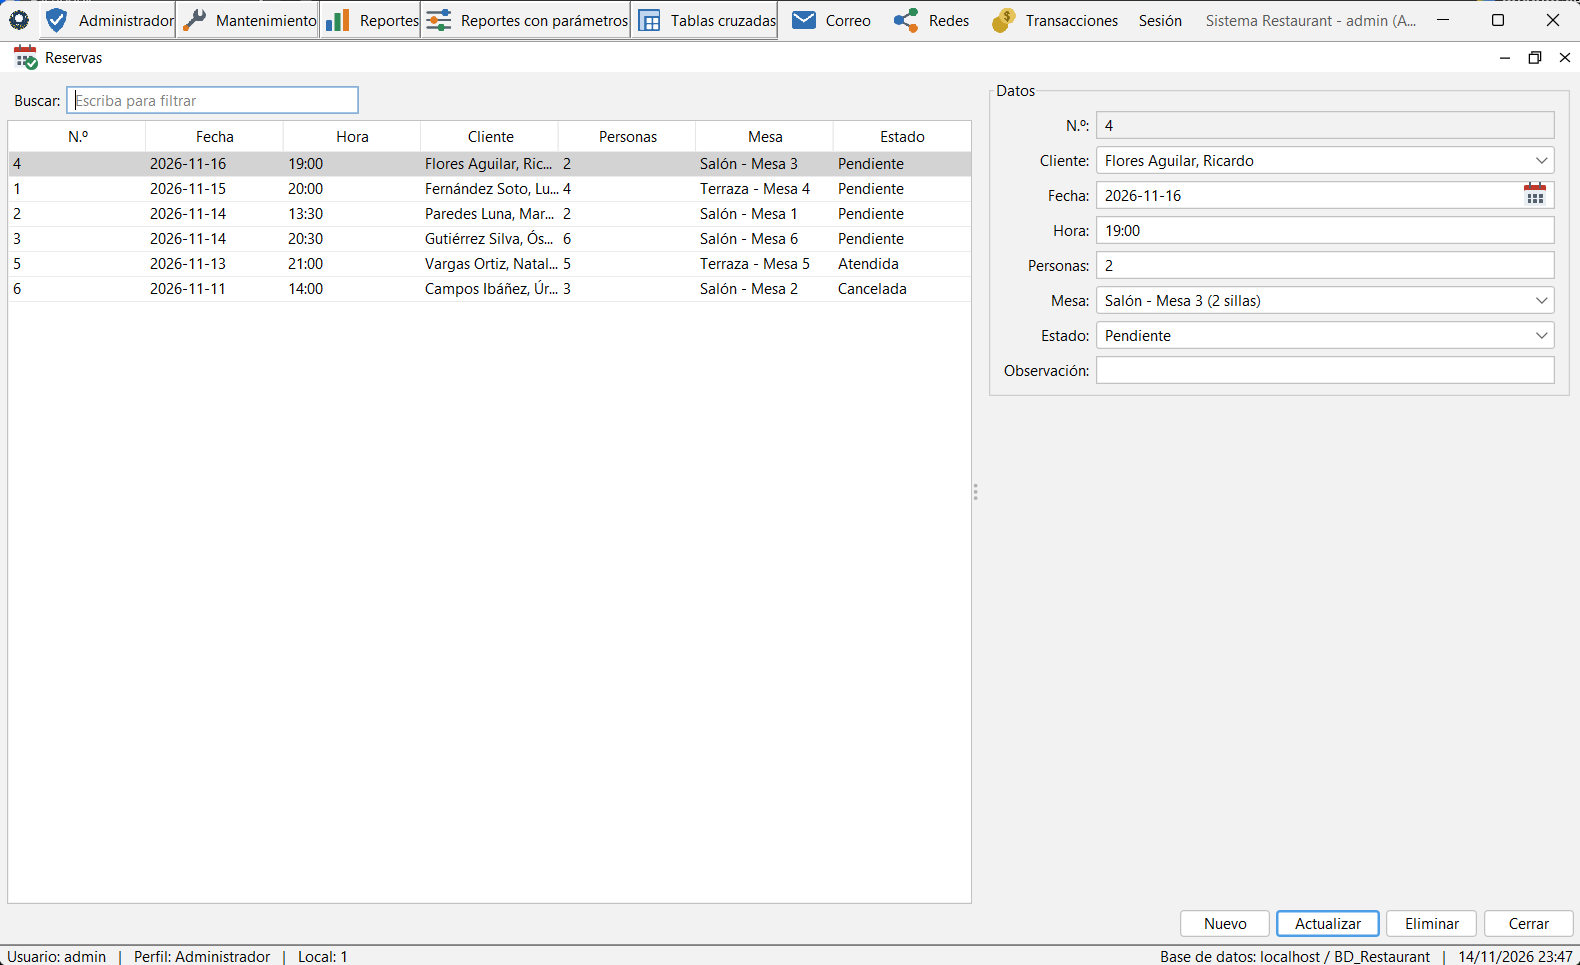 Administrador Mantenimiento Reportes Reportes con parámetros Tablas cruzadas Correo Redes Transacciones Sesión Sistema Restaurant - admin (A...
Reservas
Buscar: Escriba para filtrar
N.º Fecha Hora Cliente Personas Mesa Estado
4 2026-11-16 19:00 Flores Aguilar, Ric... 2 Salón - Mesa 3 Pendiente
1 2026-11-15 20:00 Fernández Soto, Lu... 4 Terraza - Mesa 4 Pendiente
2 2026-11-14 13:30 Paredes Luna, Mar... 2 Salón - Mesa 1 Pendiente
3 2026-11-14 20:30 Gutiérrez Silva, Ós... 6 Salón - Mesa 6 Pendiente
5 2026-11-13 21:00 Vargas Ortiz, Natal... 5 Terraza - Mesa 5 Atendida
6 2026-11-11 14:00 Campos Ibáñez, Úr... 3 Salón - Mesa 2 Cancelada
Datos
N.º: 4
Cliente: Flores Aguilar, Ricardo
Fecha: 2026-11-16
Hora: 19:00
Personas: 2
Mesa: Salón - Mesa 3 (2 sillas)
Estado: Pendiente
Observación:
Nuevo Actualizar Eliminar Cerrar
Usuario: admin | Perfil: Administrador | Local: 1 Base de datos: localhost / BD_Restaurant | 14/11/2026 23:47